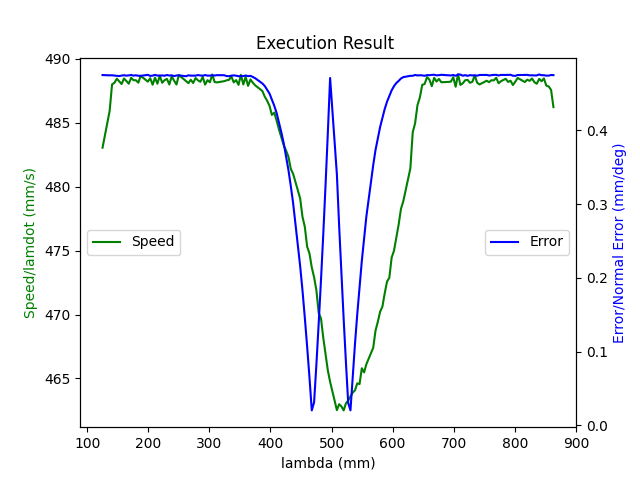 Execution Result
490
485
480
475
470
465
Speed/lamdot (mm/s)
Speed
Error
0.4
0.3
0.2
0.1
0.0
Error/Normal Error (mm/deg)
100 200 300 400 500 600 700 800 900
lambda (mm)